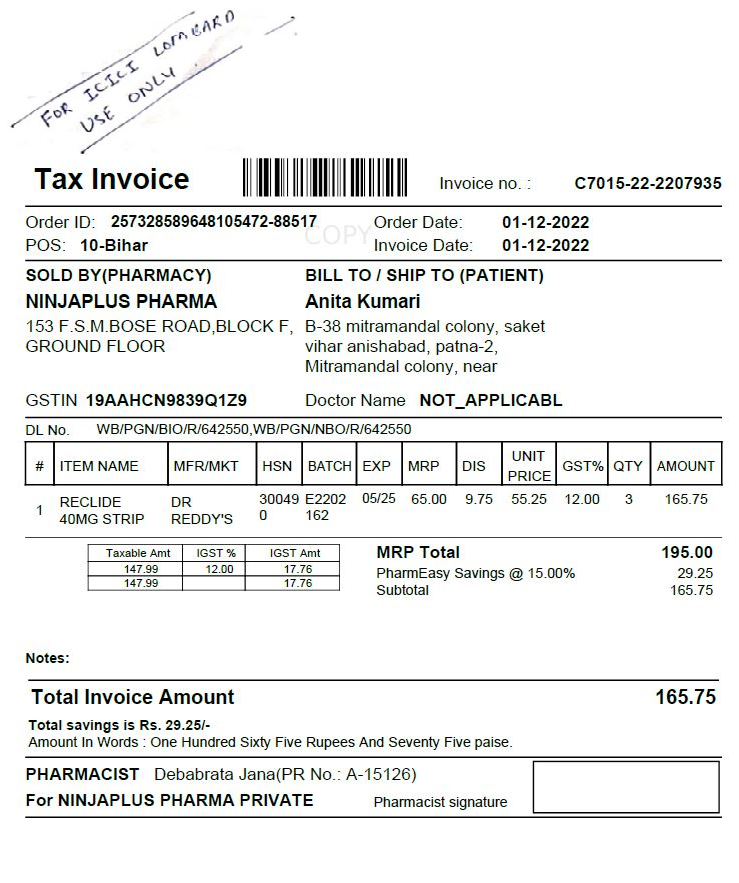 FOR ICICI LOMBARD
USE ONLY
Tax Invoice
Invoice no. : C7015-22-2207935
Order ID: 257328589648105472-88517 Order Date: 01-12-2022
COPY
POS: 10-Bihar Invoice Date: 01-12-2022
SOLD BY(PHARMACY) BILL TO / SHIP TO (PATIENT)
NINJAPLUS PHARMA Anita Kumari
153 F.S.M.BOSE ROAD,BLOCK F, B-38 mitramandal colony, saket
GROUND FLOOR vihar anishabad, patna-2,
Mitramandal colony, near
GSTIN 19AAHCN9839Q1Z9 Doctor Name NOT_APPLICABL
DL No. WB/PGN/BIO/R/642550,WB/PGN/NBO/R/642550
# ITEM NAME MFR/MKT HSN BATCH EXP MRP DIS UNIT PRICE GST% QTY AMOUNT
1 RECLIDE DR 30049 E2202 05/25 65.00 9.75 55.25 12.00 3 165.75
40MG STRIP REDDY'S 0 162
Taxable Amt IGST % IGST Amt
147.99 12.00 17.76
147.99 17.76
MRP Total 195.00
PharmEasy Savings @ 15.00% 29.25
Subtotal 165.75
Notes:
Total Invoice Amount 165.75
Total savings is Rs. 29.25/-
Amount In Words : One Hundred Sixty Five Rupees And Seventy Five paise.
PHARMACIST Debabrata Jana(PR No.: A-15126)
For NINJAPLUS PHARMA PRIVATE Pharmacist signature